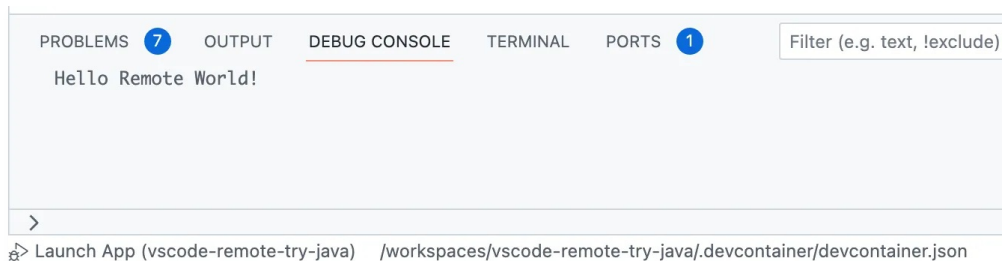 PROBLEMS 7 OUTPUT DEBUG CONSOLE TERMINAL PORTS 1 Filter (e.g. text, !exclude)
Hello Remote World!
Launch App (vscode-remote-try-java) /workspaces/vscode-remote-try-java/.devcontainer/devcontainer.json